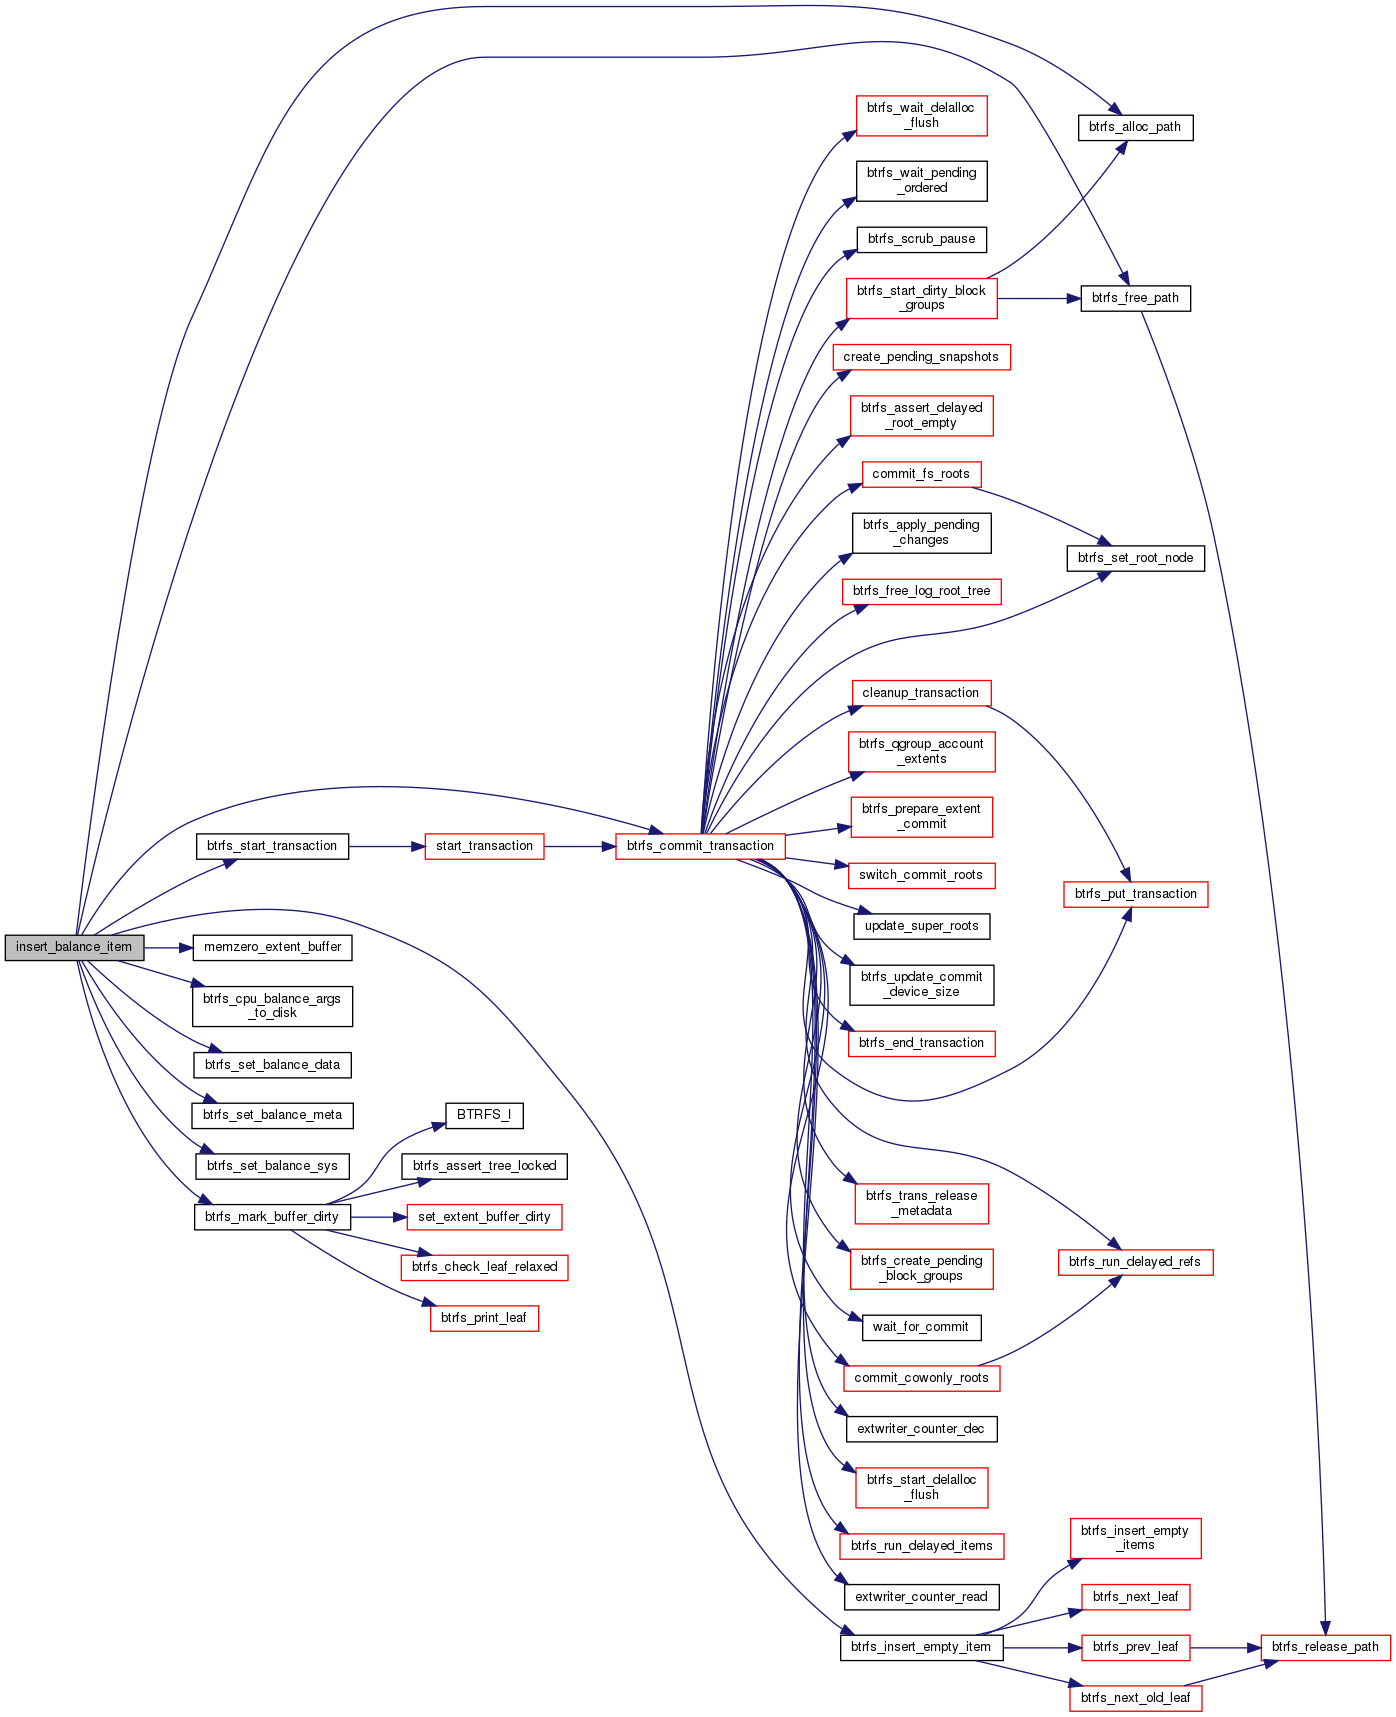 insert_balance_item
btrfs_start_transaction
memzero_extent_buffer
btrfs_cpu_balance_args
_to_disk
btrfs_set_balance_data
btrfs_set_balance_meta
btrfs_set_balance_sys
btrfs_mark_buffer_dirty
start_transaction
BTRFS_I
btrfs_assert_tree_locked
set_extent_buffer_dirty
btrfs_check_leaf_relaxed
btrfs_print_leaf
btrfs_commit_transaction
btrfs_wait_delalloc
_flush
btrfs_wait_pending
_ordered
btrfs_scrub_pause
btrfs_start_dirty_block
_groups
create_pending_snapshots
btrfs_assert_delayed
_root_empty
commit_fs_roots
btrfs_apply_pending
_changes
btrfs_free_log_root_tree
cleanup_transaction
btrfs_qgroup_account
_extents
btrfs_prepare_extent
_commit
switch_commit_roots
update_super_roots
btrfs_update_commit
_device_size
btrfs_end_transaction
btrfs_trans_release
_metadata
btrfs_create_pending
_block_groups
wait_for_commit
commit_cowonly_roots
extwriter_counter_dec
btrfs_start_delalloc
_flush
btrfs_run_delayed_items
extwriter_counter_read
btrfs_insert_empty_item
btrfs_alloc_path
btrfs_free_path
btrfs_set_root_node
btrfs_put_transaction
btrfs_run_delayed_refs
btrfs_insert_empty
_items
btrfs_next_leaf
btrfs_prev_leaf
btrfs_next_old_leaf
btrfs_release_path